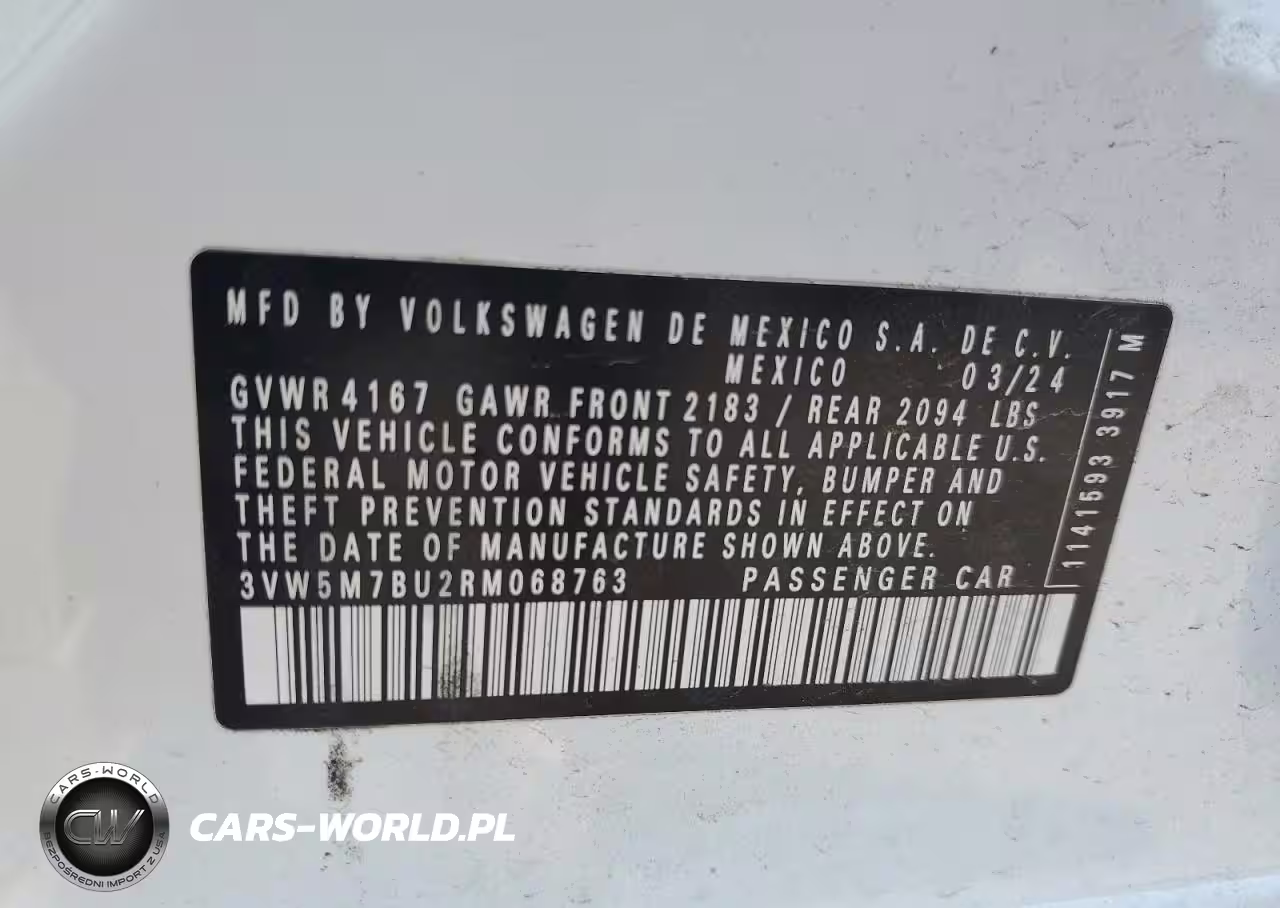 MFD BY VOLKSWAGEN DE MEXICO S.A. DE C.V.
MEXICO 03/24
GVWR 4167 GAWR FRONT 2183 / REAR 2094 LBS
THIS VEHICLE CONFORMS TO ALL APPLICABLE U.S.
FEDERAL MOTOR VEHICLE SAFETY, BUMPER AND
THEFT PREVENTION STANDARDS IN EFFECT ON
THE DATE OF MANUFACTURE SHOWN ABOVE.
3VW5M7BU2RM068763 PASSENGER CAR
1141593 3917 M
CARS-WORLD
CW
BEZPOŚREDNI IMPORT Z USA
CARS-WORLD.PL